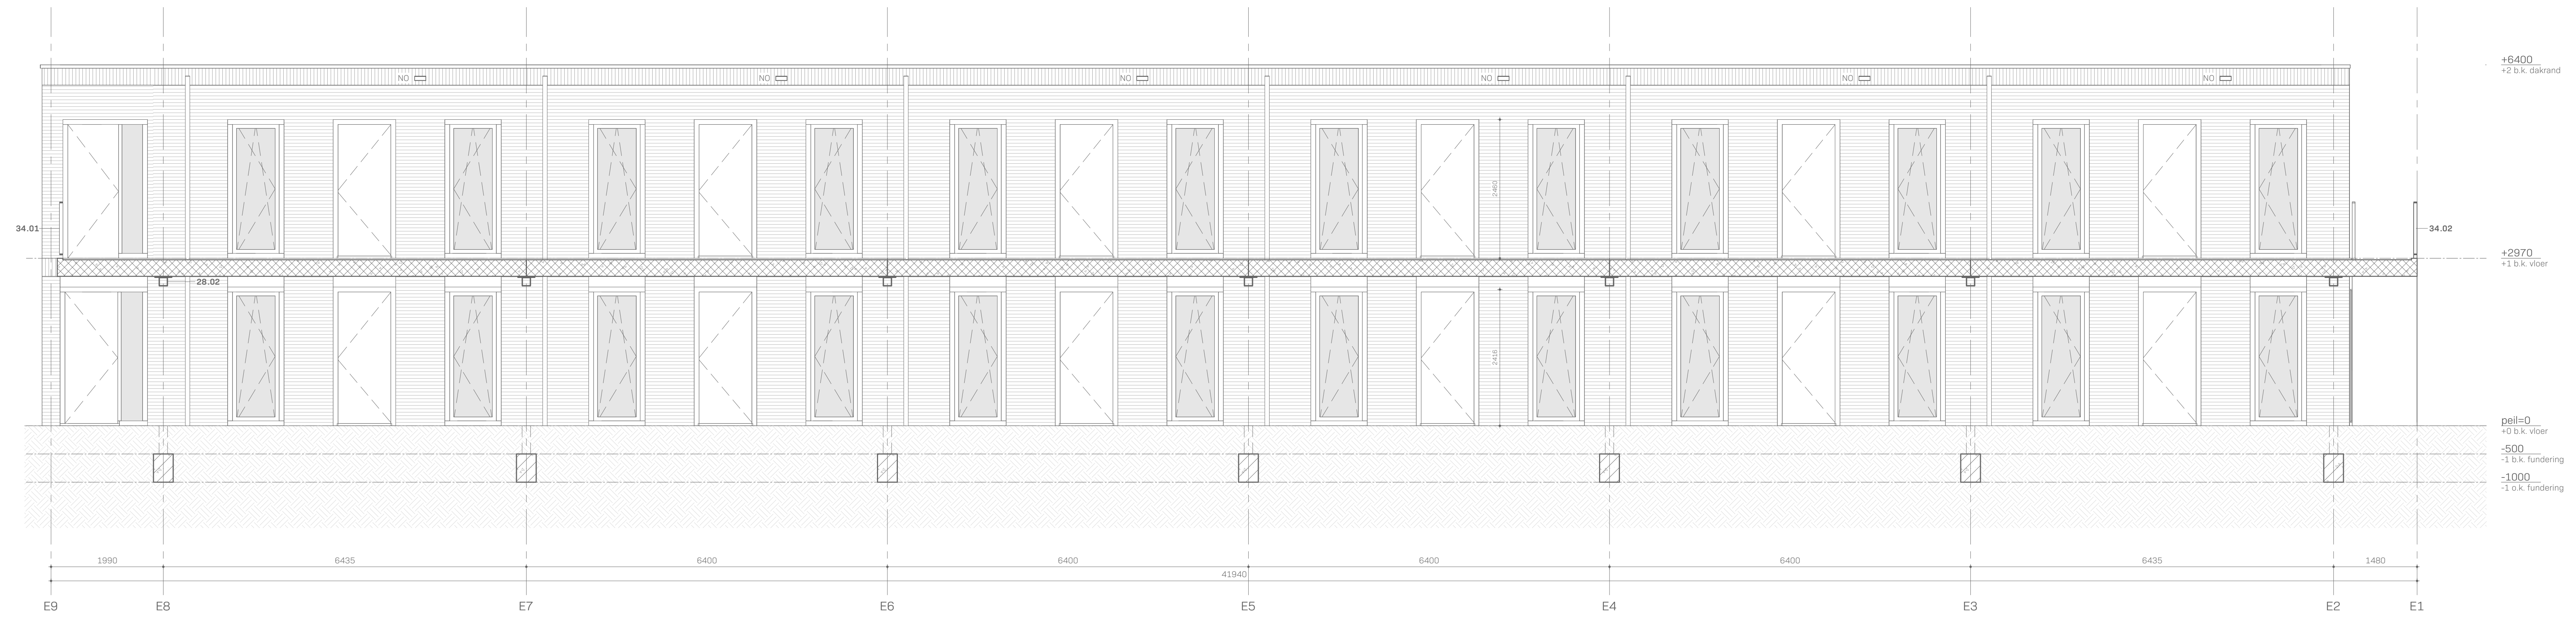 NO
NO
NO
NO
NO
NO
+6400
+2 b.k. dakrand
2460
34.01
34.02
+2970
+1 b.k. vloer
28.02
2416
peil=0
+0 b.k. vloer
-500
-1 b.k. fundering
-1000
-1 o.k. fundering
1990
6435
6400
6400
6400
6400
6435
1480
41940
E9
E8
E7
E6
E5
E4
E3
E2
E1